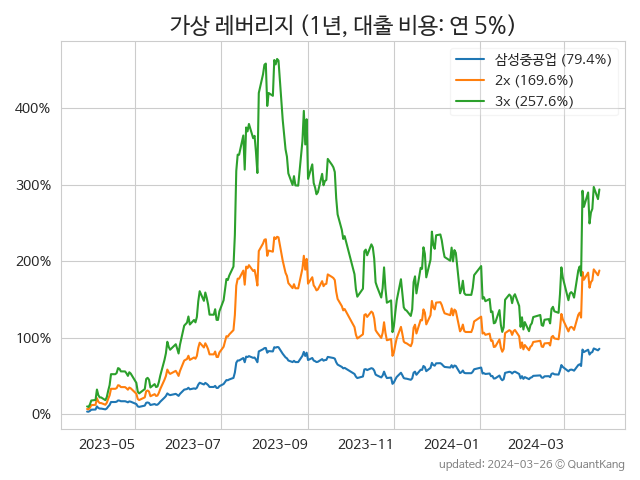 가상 레버리지 (1년, 대출 비용: 연 5%)
삼성중공업 (79.4%)
2x (169.6%)
3x (257.6%)
400%
300%
200%
100%
0%
2023-05 2023-07 2023-09 2023-11 2024-01 2024-03
updated: 2024-03-26 © QuantKang